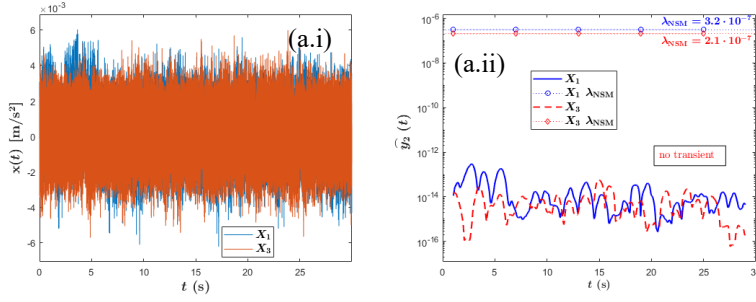 ×10⁻³
(a.i)
x(t) [m/s²]
6
4
2
0
-2
-4
-6
0
5
10
15
20
25
t (s)
X₁
X₃
(a.ii)
λNSM = 3.2 · 10⁻⁷
λNSM = 2.1 · 10⁻⁷
X₁
X₁ λNSM
X₃
X₃ λNSM
no transient
y₂ (t)
10⁻⁶
10⁻⁸
10⁻¹⁰
10⁻¹²
10⁻¹⁴
10⁻¹⁶
0
5
10
15
20
25
t (s)